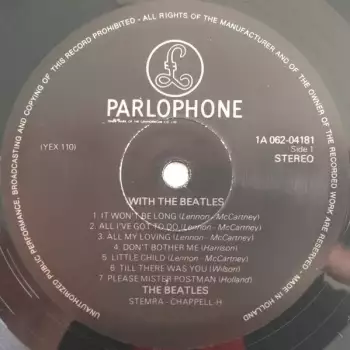 ALL RIGHTS OF THE MANUFACTURER AND OF THE OWNER OF THE RECORDED WORK ARE RESERVED - MADE IN HOLLAND
UNAUTHORIZED PUBLIC PERFORMANCE, BROADCASTING AND COPYING OF THIS RECORD PROHIBITED -
£
PARLOPHONE
(YEX 110)
1A 062-04181
Side 1
STEREO
WITH THE BEATLES
1 IT WON'T BE LONG (Lennon - McCartney)
2 ALL I'VE GOT TO DO (Lennon - McCartney)
3 ALL MY LOVING (Lennon - McCartney)
4 DON'T BOTHER ME (Harrison)
5 LITTLE CHILD (Lennon - McCartney)
6 TILL THERE WAS YOU (Wilson)
7 PLEASE MISTER POSTMAN (Holland)
THE BEATLES
STEMRA - CHAPPELL-H